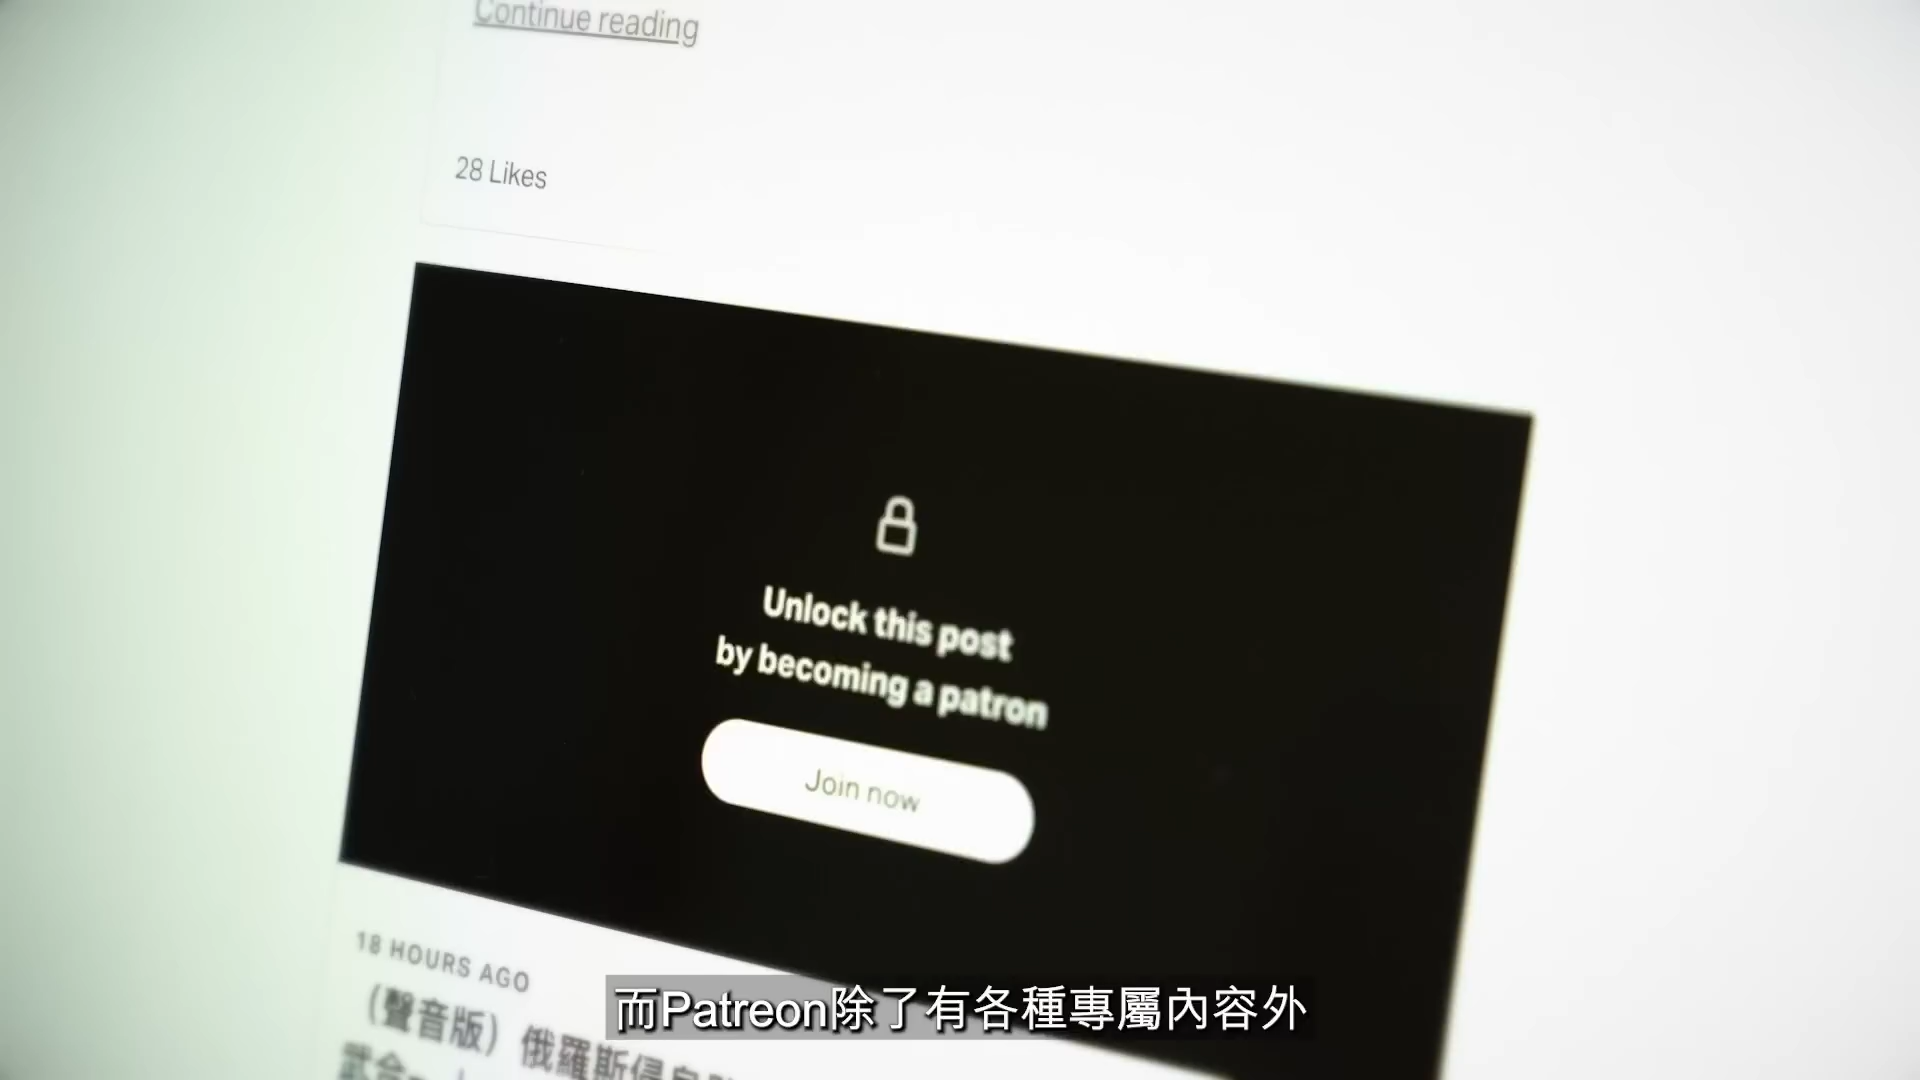 Continue reading
28 Likes
Unlock this post
by becoming a patron
Join now
18 HOURS AGO
（聲音版）俄羅斯侵烏
而Patreon除了有各種專屬內容外